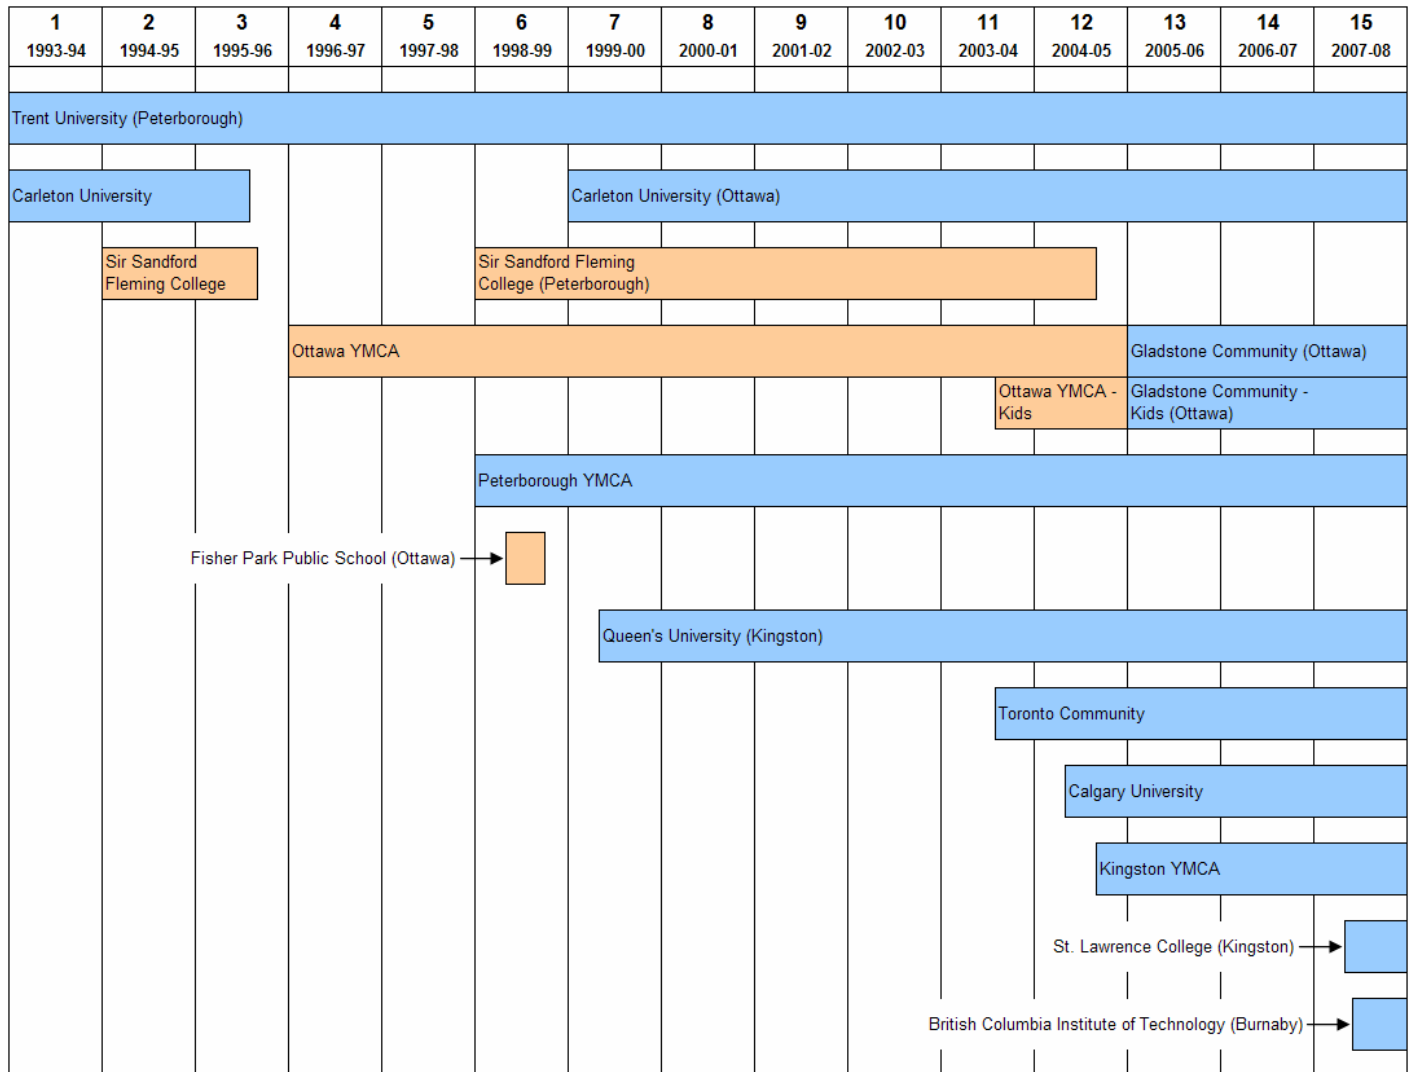 1 2 3 4 5 6 7 8 9 10 11 12 13 14 15
1993-94 1994-95 1995-96 1996-97 1997-98 1998-99 1999-00 2000-01 2001-02 2002-03 2003-04 2004-05 2005-06 2006-07 2007-08
Trent University (Peterborough)
Carleton University
Carleton University (Ottawa)
Sir Sandford
Fleming College
Sir Sandford Fleming
College (Peterborough)
Ottawa YMCA
Gladstone Community (Ottawa)
Ottawa YMCA -
Kids
Gladstone Community -
Kids (Ottawa)
Peterborough YMCA
Fisher Park Public School (Ottawa)
Queen's University (Kingston)
Toronto Community
Calgary University
Kingston YMCA
St. Lawrence College (Kingston)
British Columbia Institute of Technology (Burnaby)